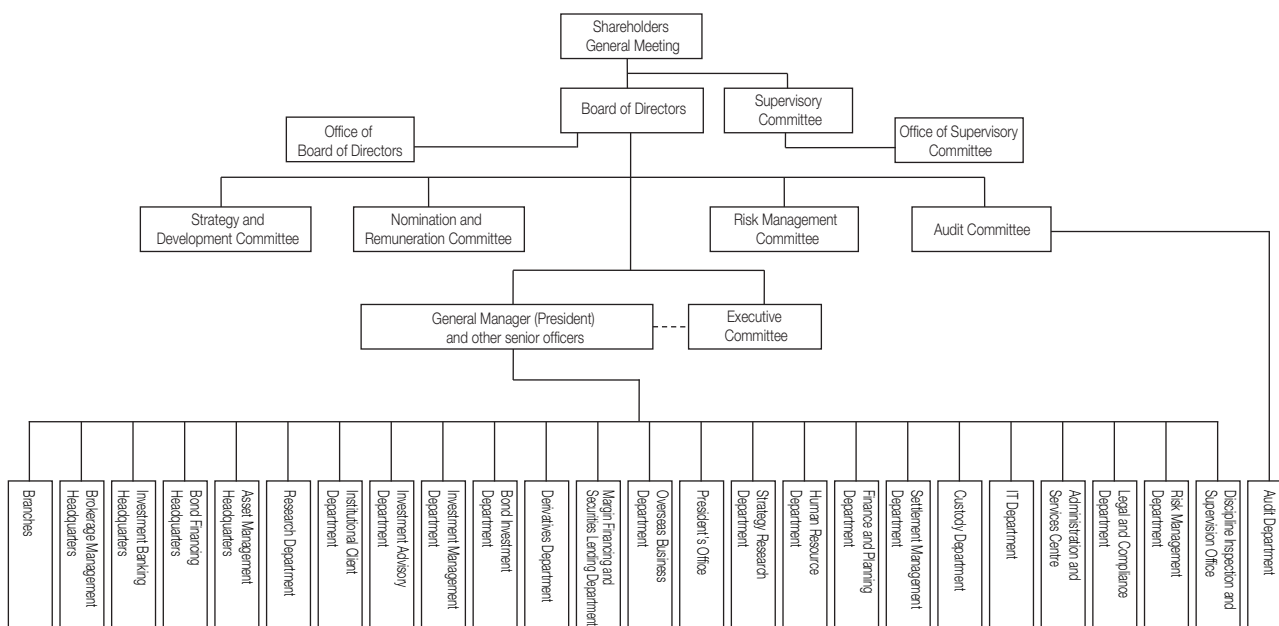 Shareholders
General Meeting
Board of Directors
Supervisory
Committee
Office of
Board of Directors
Office of Supervisory
Committee
Strategy and
Development Committee
Nomination and
Remuneration Committee
Risk Management
Committee
Audit Committee
General Manager (President)
and other senior officers
Executive
Committee
Branches
Brokerage Management
Headquarters
Investment Banking
Headquarters
Bond Financing
Headquarters
Asset Management
Headquarters
Research Department
Institutional Client
Department
Investment Advisory
Department
Investment Management
Department
Bond Investment
Department
Derivatives Department
Margin Financing and
Securities Lending Department
Overseas Business
Department
President's Office
Strategy Research
Department
Human Resource
Department
Finance and Planning
Department
Settlement Management
Department
Custody Department
IT Department
Administration and
Services Centre
Legal and Compliance
Department
Risk Management
Department
Discipline Inspection and
Supervision Office
Audit Department